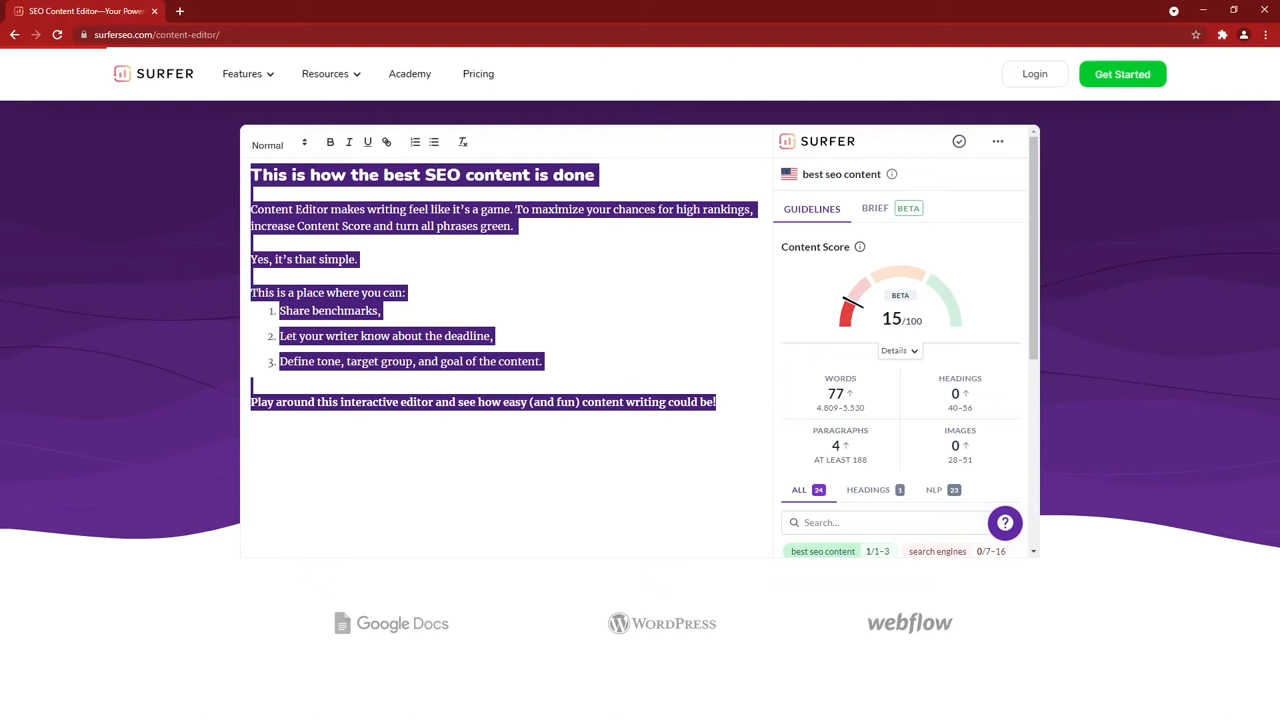 SEO Content Editor—Your Power
surferseo.com/content-editor/
SURFER
Features
Resources
Academy
Pricing
Login
Get Started
Normal
B I U
SURFER
This is how the best SEO content is done
best seo content
Content Editor makes writing feel like it’s a game. To maximize your chances for high rankings,
increase Content Score and turn all phrases green.
GUIDELINES
BRIEF BETA
Yes, it’s that simple.
Content Score
This is a place where you can:
1. Share benchmarks,
2. Let your writer know about the deadline,
3. Define tone, target group, and goal of the content.
Play around this interactive editor and see how easy (and fun) content writing could be!
BETA
15/100
Details
WORDS
77
4.809–5.530
HEADINGS
0
40–56
PARAGRAPHS
4
AT LEAST 188
IMAGES
0
28–51
ALL 24
HEADINGS 1
NLP 23
Search...
best seo content 1/1–3
search engines 0/7–16
Google Docs
WORDPRESS
webflow